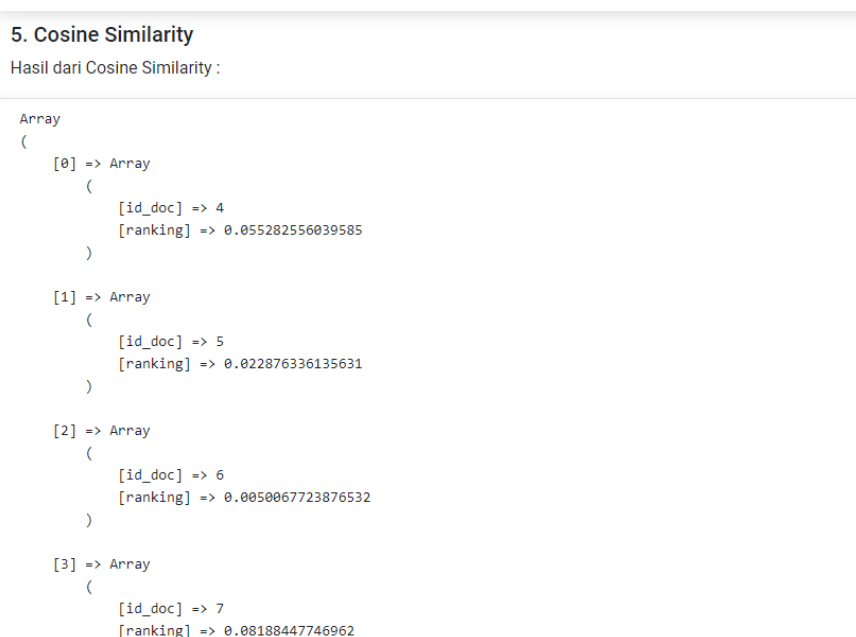 5. Cosine Similarity
Hasil dari Cosine Similarity :
Array
(
    [0] => Array
        (
            [id_doc] => 4
            [ranking] => 0.055282556039585
        )

    [1] => Array
        (
            [id_doc] => 5
            [ranking] => 0.022876336135631
        )

    [2] => Array
        (
            [id_doc] => 6
            [ranking] => 0.0050067723876532
        )

    [3] => Array
        (
            [id_doc] => 7
            [ranking] => 0.08188447746962